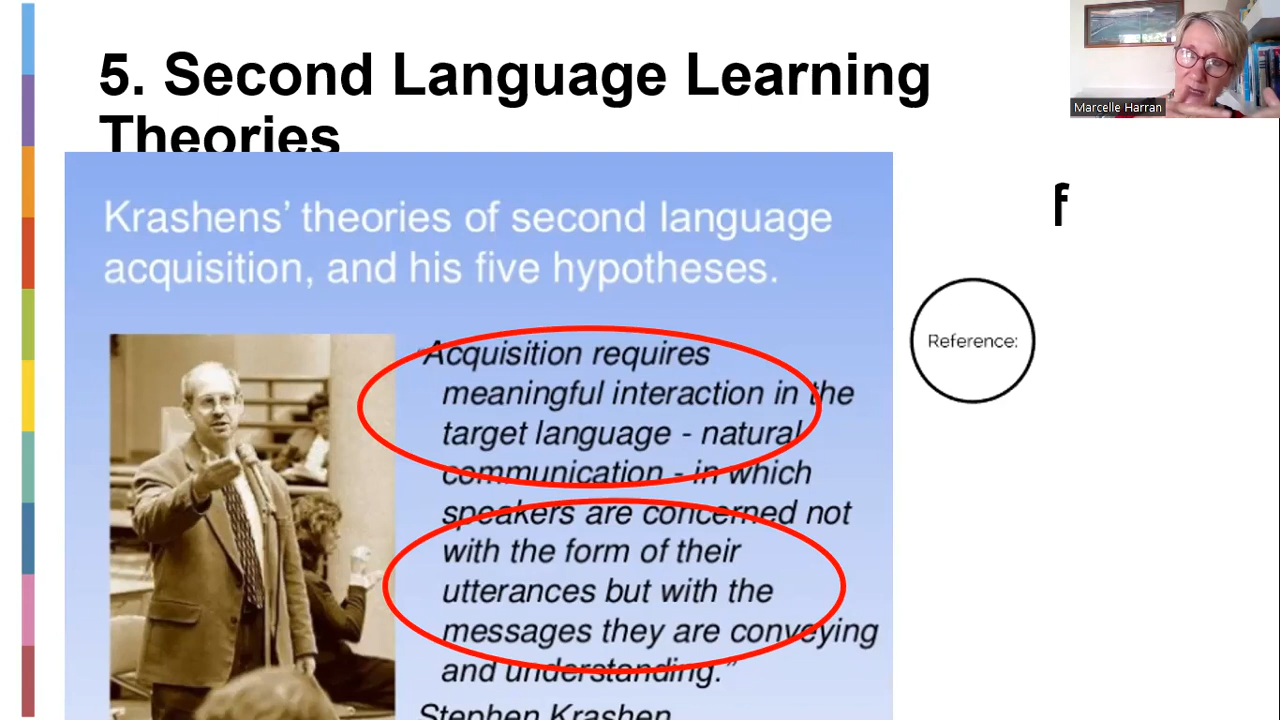 5. Second Language Learning
Theories
Marcelle Harran
f
Krashens’ theories of second language
acquisition, and his five hypotheses.
Reference:
“Acquisition requires
meaningful interaction in the
target language - natural
communication - in which
speakers are concerned not
with the form of their
utterances but with the
messages they are conveying
and understanding.”
Stephen Krashen